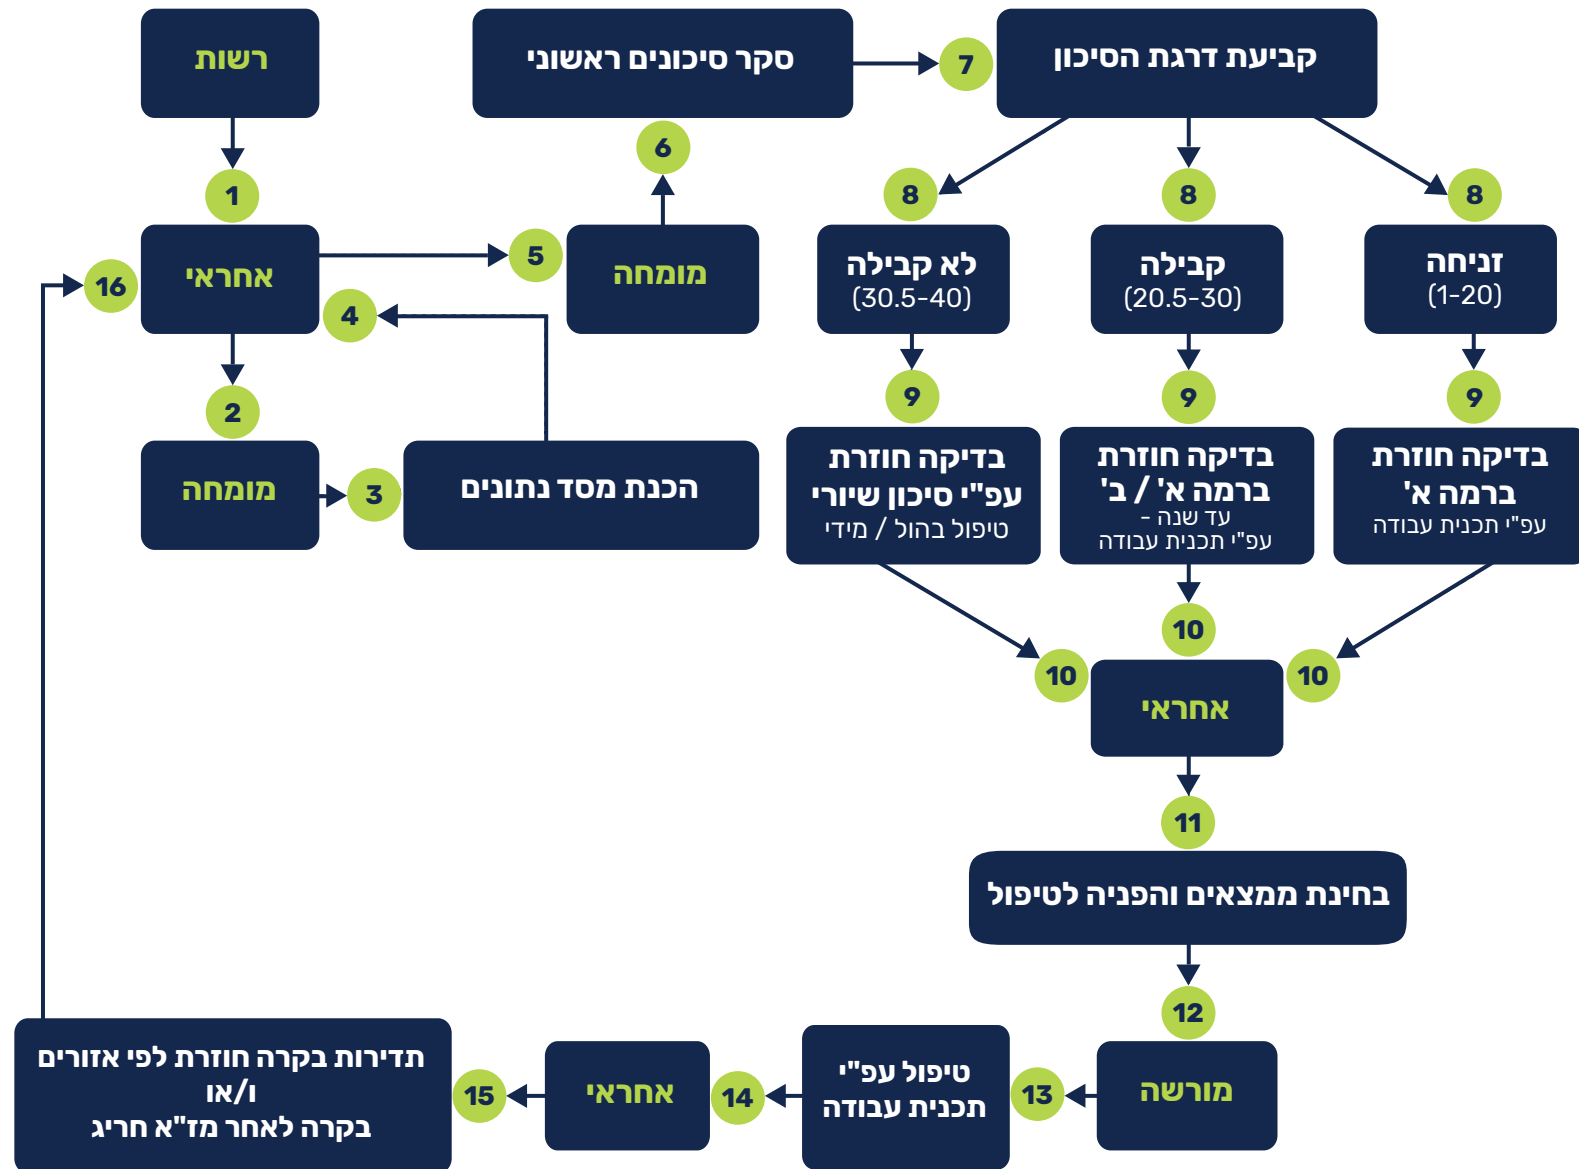 רשות
1
אחראי
2
מומחה
3
הכנת מסד נתונים
4
5
מומחה
6
סקר סיכונים ראשוני
7
קביעת דרגת הסיכון
8
8
8
זניחה
(1-20)
קבילה
(20.5-30)
לא קבילה
(30.5-40)
9
9
9
בדיקה חוזרת
ברמה א'
עפ"י תכנית עבודה
בדיקה חוזרת
ברמה א' / ב'
עד שנה -
עפ"י תכנית עבודה
בדיקה חוזרת
עפ"י סיכון שיורי
טיפול בהול / מידי
10
10
10
אחראי
11
בחינת ממצאים והפניה לטיפול
12
מורשה
13
טיפול עפ"י
תכנית עבודה
14
אחראי
15
תדירות בקרה חוזרת לפי אזורים
ו/או
בקרה לאחר מז"א חריג
16